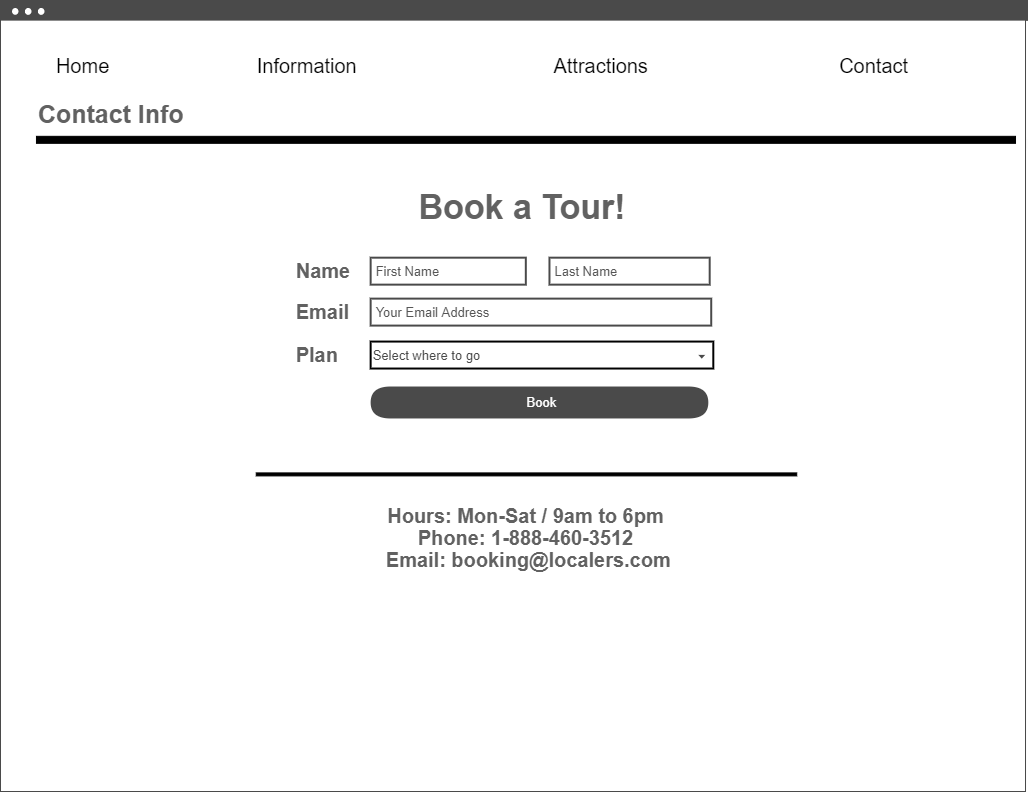 Home Information Attractions Contact
Contact Info
Book a Tour!
Name First Name Last Name
Email Your Email Address
Plan Select where to go
Book
Hours: Mon-Sat / 9am to 6pm
Phone: 1-888-460-3512
Email: booking@localers.com